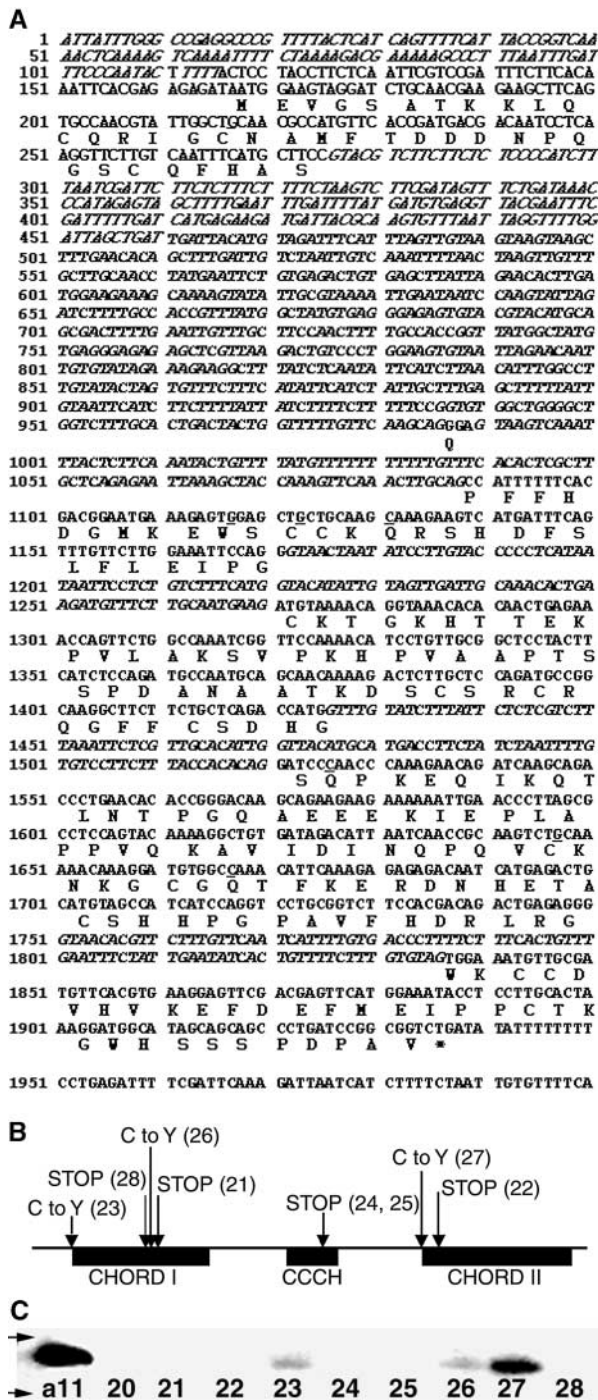 A
1 ATTATTTGGG CCGAGGCCCG TTTTACTCAT CAGTTTTCAT TACCGGTCAA
51 AACTCAAAAG TCAAAATTTT CTAAAAGACG AAAAAGCCCT TAAGCTTCAT
101 TTCCCAATAC TTTTTACTCC TACCTTCTCA ATTCGTCCGA TTTCTTCACA
151 AATTCACGAG AGAGATAATG GAAGTAGGAT CTGCAACGAA GAAGCTTCAG
M E V G S A T K K L Q
201 TGCCAACGTA TTGGCTGCAA CGCCATGTTC ACCGATGACG ACAATCCTCA
C Q R I G C N A M F T D D D N P Q
251 AGGTTCTTGT CAATTTCATG CTTCCGTACG TCTTCTTCTC TCCCCATCTT
G S C Q F H A S
301 TAATCGATTC TTCTCTTTCT TTTCTAAGTC TTCGATAGTT TCTGATAAAC
351 CCATAGAGTA GCTTTTGAAT TTGATTTTAT GATGTGAGGT TACGAATTTC
401 GATTTTTGAT CATGAGAAGA TGATTACGCA AGTGTTTAAT TAGGTTTTGG
451 ATTAGCTGAT TGATTACATG TAGATTTCAT TTAGTTGTAA GTAAGTAAGC
501 TTTGAACACA GCTTTGATTG TCTAATTGTC AAATTTTAAC TAAGTTGTTT
551 GCTTGCAACC TATGAATTCT GTGAGACTGT GAGCTTATTA GAACACTTGA
601 TGGAAGAAAG CAAAAGTATA TTGCGTAAAA TTGAATAATC CAAGTATTAG
651 ATCTTTTGCC ACCGTTTATG GCTATGTGAG GGAGAGTGTA CGTACATGCA
701 GCGACTTTTG AATTGTTTGC TTCCAACTTT TGCCACCGGT TATGGCTATG
751 TGAGGGAGAG AGCTCGTTAA GACTGTCCCT GGAAGTGTAA TTAGAACAAT
801 TGTGTATAGA AAGAAGGCTT TATCTCAATA TTCATCTTAA CATTTGGCCT
851 TGTATACTAG TGTTTCTTTC ATATTCATCT ATTGCTTTGA GCTTTTTATT
901 GTAATTCATC TTCTTTTATT ATCTTTTCTT TTTCCGGTGT GGCTGGGGCT
951 GGTCTTTGCA CTGACTACTG GGTTTTTGTT CAAGCAGGGA GTAAGTCAAAT
Q
1001 TTACTCTTCA AATACTGTTT TATGTTTTTT TTTTTGTTTC ACACTCGCTT
1051 GCTCAGAGAA TTAAAGCTAC CAAAGTTCAA ACTTGCAGCC ATTTTTTCAC
P F F H
1101 GACGGAATGA AAGAGTGGAG CTGCTGCAAG CAAAGAAGTC ATGATTTCAG
D G M K E W S C C K Q R S H D F S
1151 TTTGTTCTTG GAAATTCCAG GGTAACTAAT ATCCTTGTAC CCCCTCATAA
L F L E I P G
1201 TAATTCCTCT GTCTTTCATG GTACATATTG TAGTTGATTG CAAACACTGA
1251 AGATGTTTCT TGCAATGAAG ATGTAAAACA GGTAAACACA CAACTGAGAA
C K T G K H T T E K
1301 ACCAGTTCTG GCCAAATCGG TTCCAAAACA TCCTGTTGCG GCTCCTACTT
P V L A K S V P K H P V A A P T S
1351 CATCTCCAGA TGCCAATGCA GCAACAAAAG ACTCTTGCTC CAGATGCCGG
S P D A N A A T K D S C S R C R
1401 CAAGGCTTCT TCTGCTCAGA CCATGGTTTG TATCTTTATT CTCTCGTCTT
Q G F F C S D H G
1451 TAAATTCTCG TTGCACATTG GTTACATGCA TGACCTTCTA TCTAATTTTG
1501 TGTCCTTCTT TACCACACAG GATCCCAACC CAAAGAACAG ATCAAGCAGA
S Q P K E Q I K Q T
1551 CCCTGAACAC ACCGGGACAA GCAGAAGAAG AAAAAATTGA ACCCTTAGCG
L N T P G Q A E E E K I E P L A
1601 CCTCCAGTAC AAAAGGCTGT GATAGACATT AATCAACCGC AAGTCTGCAA
P P V Q K A V I D I N Q P Q V C K
1651 AAACAAAGGA TGTGGCCAAA CATTCAAAGA GAGAGACAAT CATGAGACTG
N K G C G Q T F K E R D N H E T A
1701 CATGTAGCCA TCATCCAGGT CCTGCGGTCT TCCACGACAG ACTGAGAGGG
C S H H P G P A V F H D R L R G
1751 GTAACACGTT CTTTGTTCAA TCATTTTGTG ACCCTTTTCT TTCACTGTTT
1801 GAATTTCTATT TGAATATCAC TGTTTTCTTT GTGTAGTGGA AATGTTGCGA
W K C C D
1851 TGTTCACGTG AAGGAGTTCG ACGAGTTCAT GGAAATACCT CCTTGCACTA
V H V K E F D E F M E I P P C T K
1901 AAGGATGGCA TAGCAGCAGC CCTGATCCGG CGGTCTGATA TATTTTTTTT
G W H S S S P D P A V *
1951 CCTGAGATTT TCGATTCAAA GATTAATCAT CTTTTCTAAT TGTGTTTTCA
B
C to Y (26)
C to Y (27)
STOP (28)
STOP (21)
STOP (24, 25)
STOP (22)
C to Y (23)
CHORD I
CCCH
CHORD II
C
a11 20 21 22 23 24 25 26 27 28